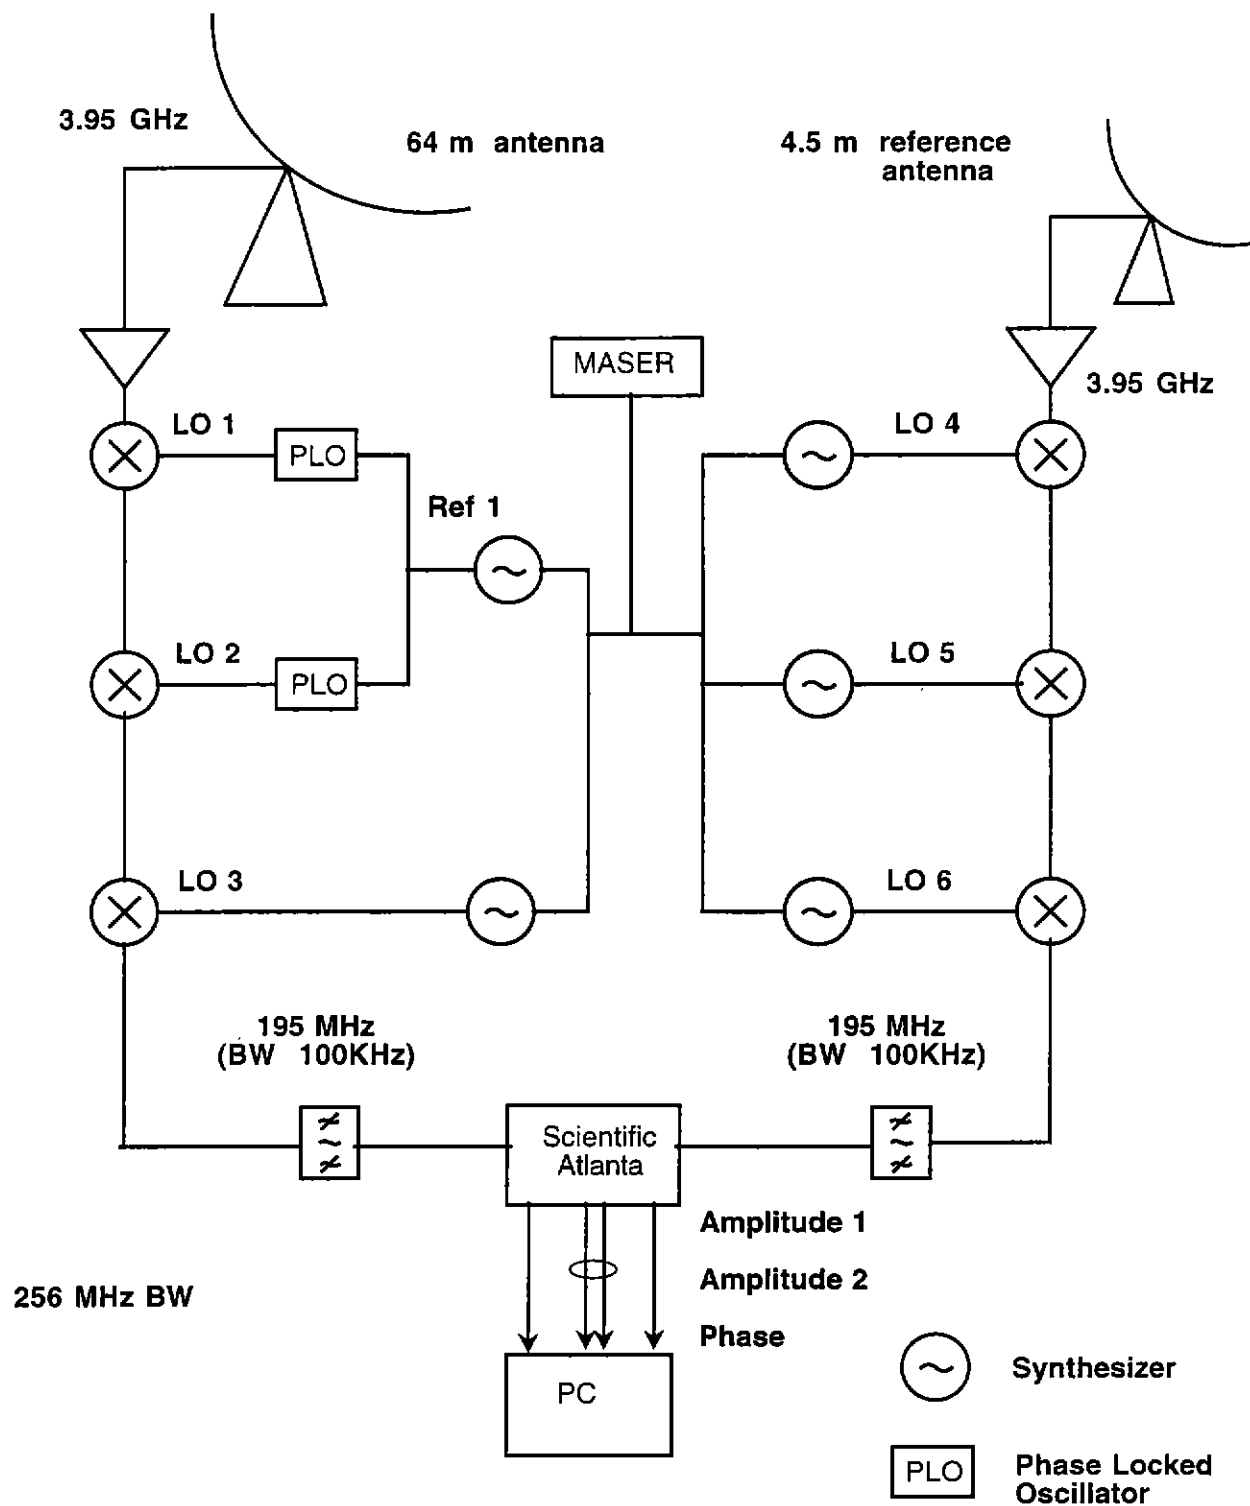 3.95 GHz
64 m antenna
4.5 m reference
antenna
MASER
3.95 GHz
LO 1
PLO
LO 4
Ref 1
LO 2
PLO
LO 5
LO 3
LO 6
195 MHz
(BW 100KHz)
195 MHz
(BW 100KHz)
Scientific
Atlanta
Amplitude 1
Amplitude 2
Phase
256 MHz BW
PC
Synthesizer
PLO
Phase Locked
Oscillator